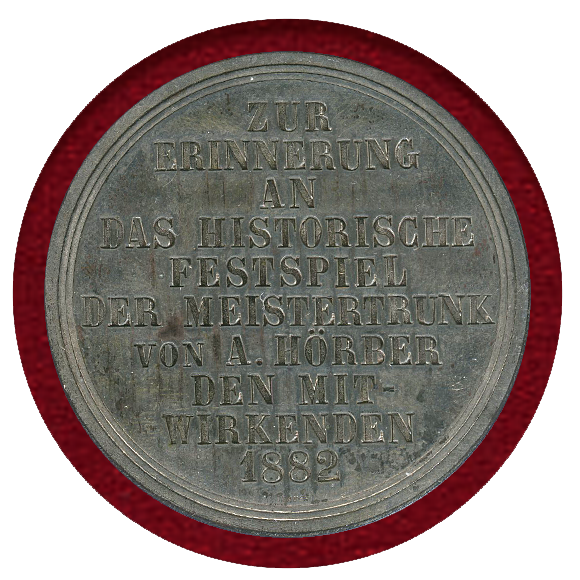 ZUR
ERINNERUNG
AN
DAS HISTORISCHE
FESTSPIEL
DER MEISTERTRUNK
VON A. HÖRBER
DEN MIT-
WIRKENDEN
1882